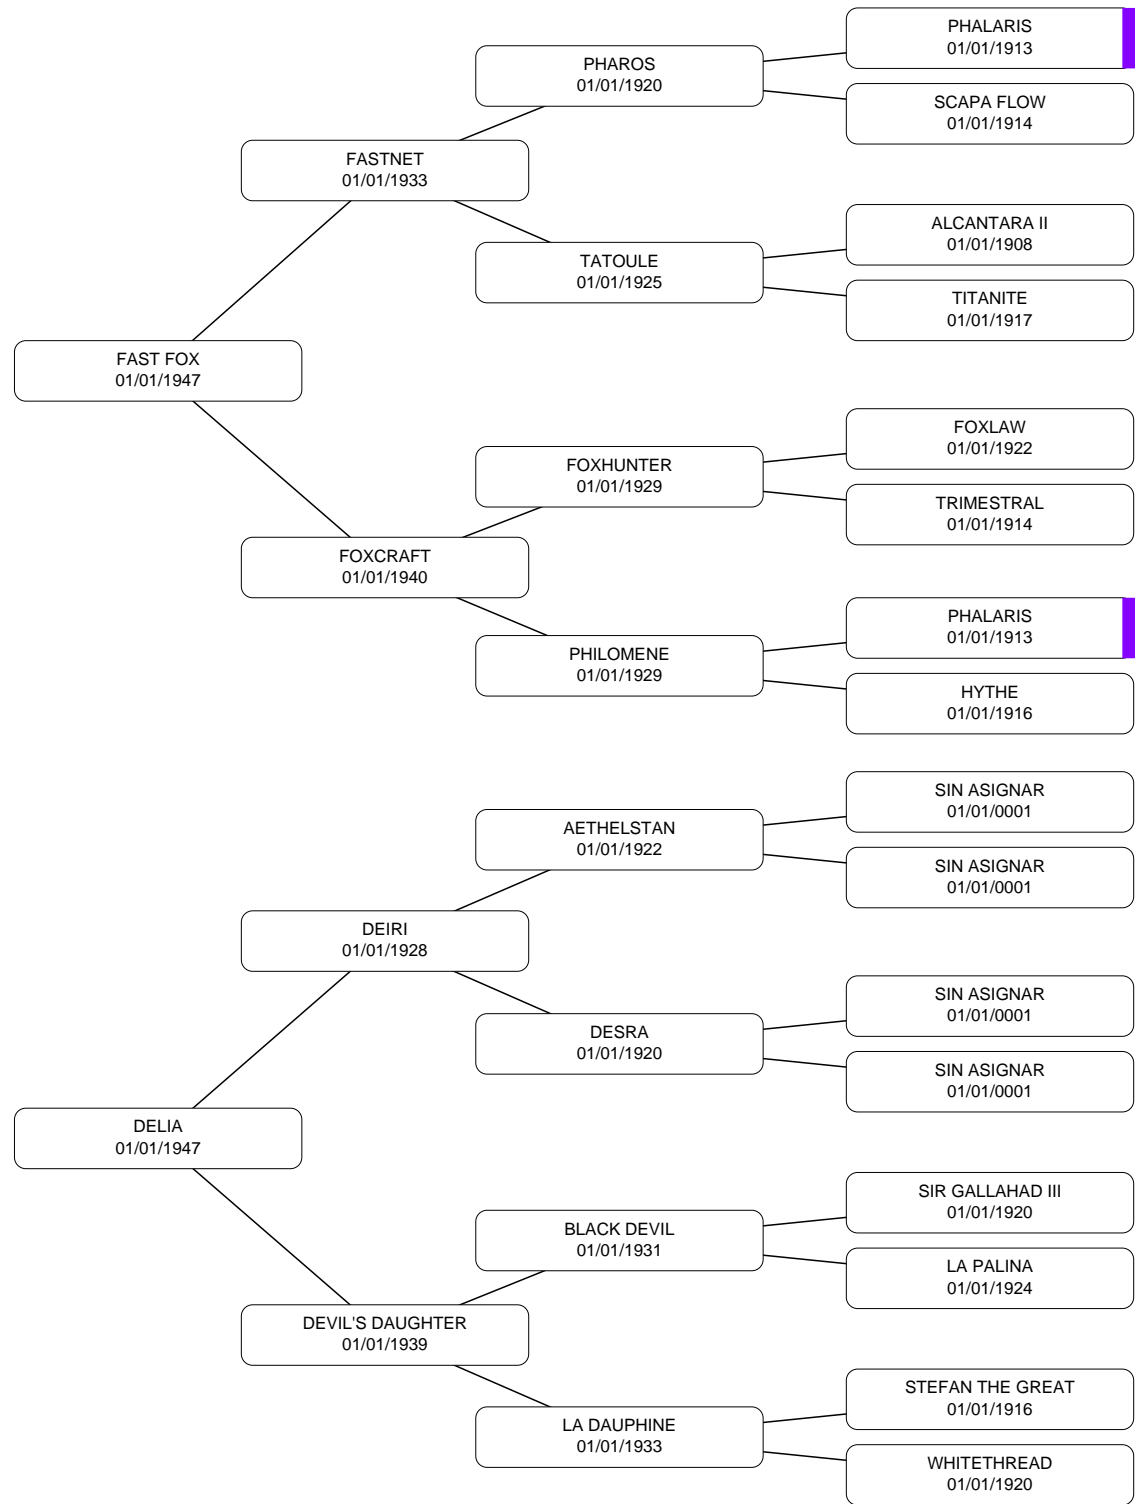 PHALARIS
01/01/1913
PHAROS
01/01/1920
SCAPA FLOW
01/01/1914
FASTNET
01/01/1933
ALCANTARA II
01/01/1908
TATOULE
01/01/1925
TITANITE
01/01/1917
FAST FOX
01/01/1947
FOXLAW
01/01/1922
FOXHUNTER
01/01/1929
TRIMESTRAL
01/01/1914
FOXCRAFT
01/01/1940
PHALARIS
01/01/1913
PHILOMENE
01/01/1929
HYTHE
01/01/1916
SIN ASIGNAR
01/01/0001
AETHELSTAN
01/01/1922
SIN ASIGNAR
01/01/0001
DEIRI
01/01/1928
SIN ASIGNAR
01/01/0001
DESRA
01/01/1920
SIN ASIGNAR
01/01/0001
DELIA
01/01/1947
SIR GALLAHAD III
01/01/1920
BLACK DEVIL
01/01/1931
LA PALINA
01/01/1924
DEVIL'S DAUGHTER
01/01/1939
STEFAN THE GREAT
01/01/1916
LA DAUPHINE
01/01/1933
WHITETHREAD
01/01/1920